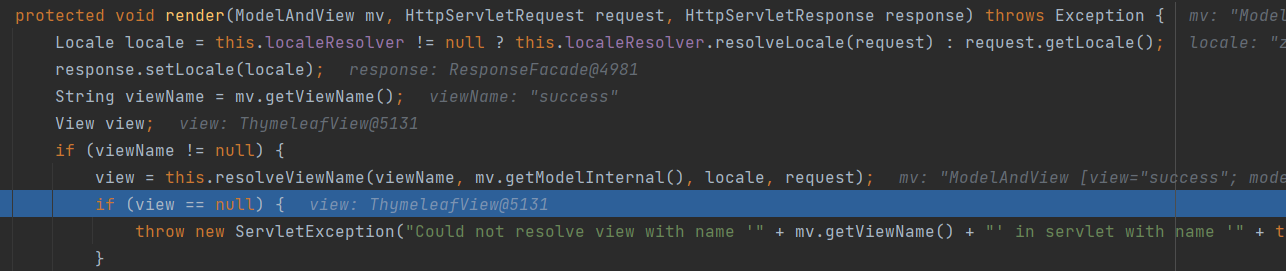 protected void render(ModelAndView mv, HttpServletRequest request, HttpServletResponse response) throws Exception {   mv: "Model
    Locale locale = this.localeResolver != null ? this.localeResolver.resolveLocale(request) : request.getLocale();   locale: "z
    response.setLocale(locale);   response: ResponseFacade@4981
    String viewName = mv.getViewName();   viewName: "success"
    View view;   view: ThymeleafView@5131
    if (viewName != null) {
        view = this.resolveViewName(viewName, mv.getModelInternal(), locale, request);   mv: "ModelAndView [view="success"; mode
        if (view == null) {   view: ThymeleafView@5131
            throw new ServletException("Could not resolve view with name '" + mv.getViewName() + "' in servlet with name '" + t
        }